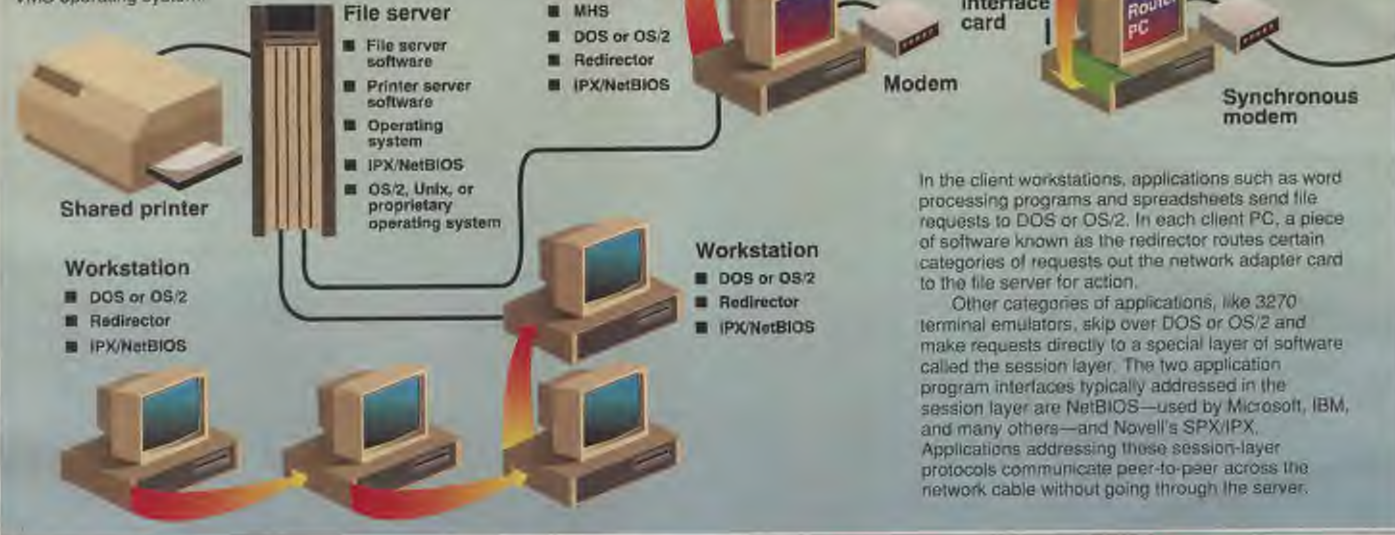 VMS operating system.
File server
■ File server
software
■ Printer server
software
■ Operating
system
■ IPX/NetBIOS
■ OS/2, Unix, or
proprietary
operating system
Shared printer
■ MHS
■ DOS or OS/2
■ Redirector
■ IPX/NetBIOS
Modem
Interface
card
Router
PC
Synchronous
modem
Workstation
■ DOS or OS/2
■ Redirector
■ IPX/NetBIOS
Workstation
■ DOS or OS/2
■ Redirector
■ IPX/NetBIOS
In the client workstations, applications such as word
processing programs and spreadsheets send file
requests to DOS or OS/2. In each client PC, a piece
of software known as the redirector routes certain
categories of requests out the network adapter card
to the file server for action.
Other categories of applications, like 3270
terminal emulators, skip over DOS or OS/2 and
make requests directly to a special layer of software
called the session layer. The two application
program interfaces typically addressed in the
session layer are NetBIOS—used by Microsoft, IBM,
and many others—and Novell's SPX/IPX.
Applications addressing these session-layer
protocols communicate peer-to-peer across the
network cable without going through the server.